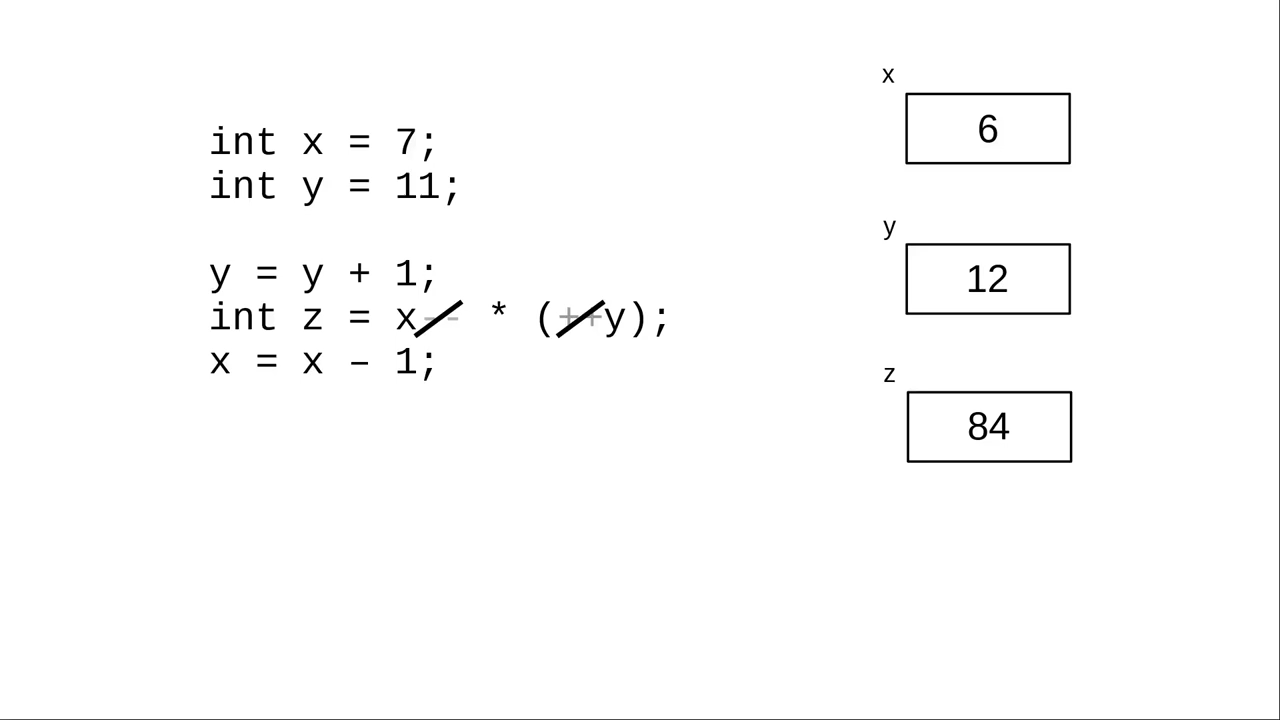 int x = 7;
int y = 11;
y = y + 1;
int z = x-- * (++y);
x = x – 1;
x
6
y
12
z
84